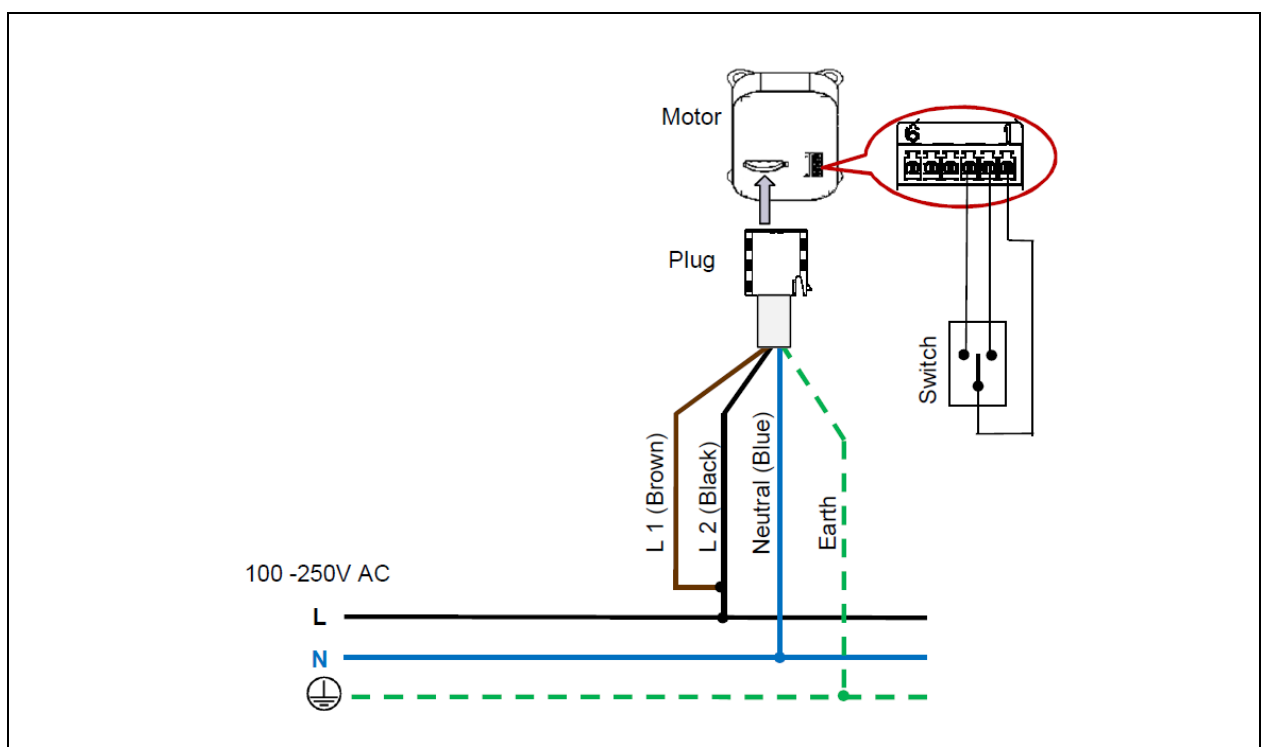 Motor
6 1
Plug
Switch
L 1 (Brown)
L 2 (Black)
Neutral (Blue)
Earth
100 -250V AC
L
N